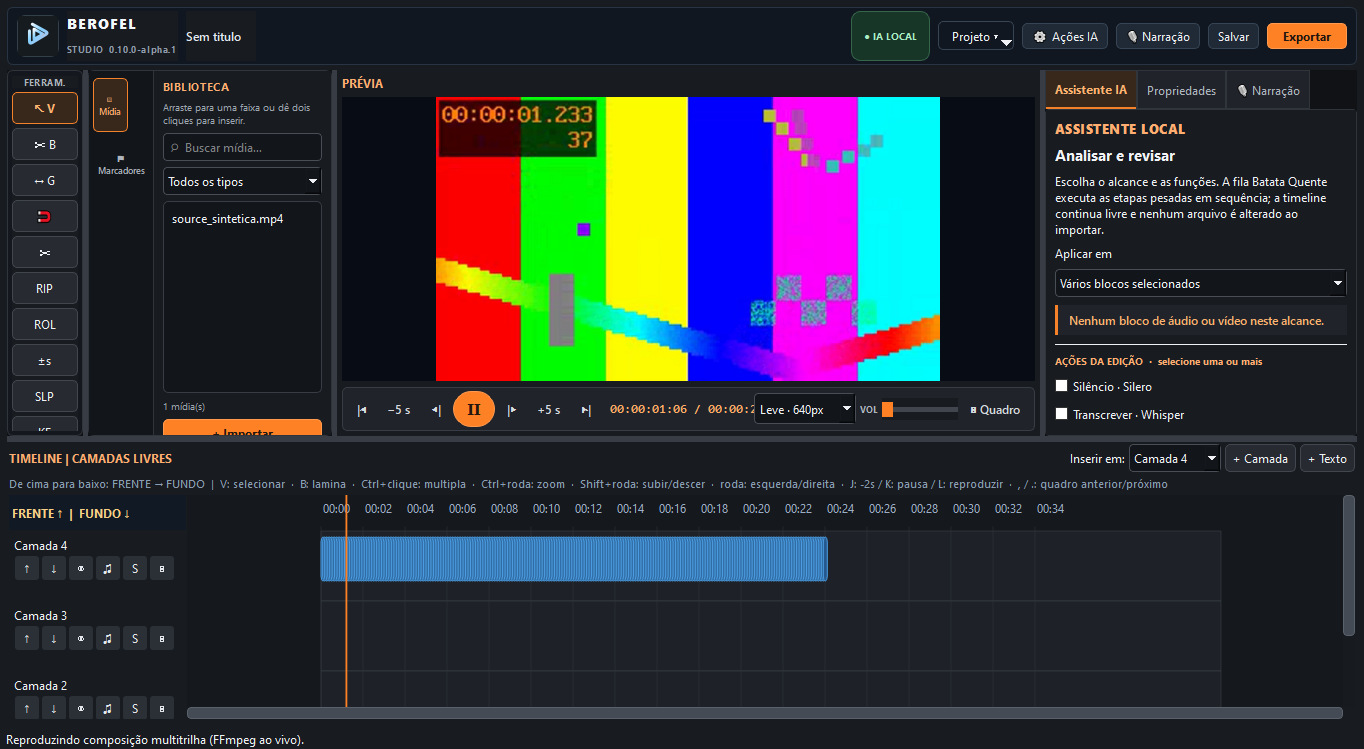 BEROFEL
STUDIO 0.10.0-alpha.1
Sem título
● IA LOCAL
Projeto
Ações IA
Narração
Salvar
Exportar
FERRAM.
V
B
G
RIP
ROL
±s
SLP
Mídia
Marcadores
BIBLIOTECA
Arraste para uma faixa ou dê dois
cliques para inserir.
Buscar mídia...
Todos os tipos
source_sintetica.mp4
1 mídia(s)
+ Importar
PRÉVIA
00:00:01.233
37
−5 s
+5 s
00:00:01:06 / 00:00:2
Leve · 640px
VOL
Quadro
Assistente IA
Propriedades
Narração
ASSISTENTE LOCAL
Analisar e revisar
Escolha o alcance e as funções. A fila Batata Quente
executa as etapas pesadas em sequência; a timeline
continua livre e nenhum arquivo é alterado ao
importar.
Aplicar em
Vários blocos selecionados
Nenhum bloco de áudio ou vídeo neste alcance.
AÇÕES DA EDIÇÃO · selecione uma ou mais
Silêncio · Silero
Transcrever · Whisper
TIMELINE | CAMADAS LIVRES
Inserir em:
Camada 4
+ Camada
+ Texto
De cima para baixo: FRENTE → FUNDO | V: selecionar · B: lamina · Ctrl+clique: multipla · Ctrl+roda: zoom · Shift+roda: subir/descer · roda: esquerda/direita · J: -2s / K: pausa / L: reproduzir · , / .: quadro anterior/próximo
FRENTE ↑ | FUNDO ↓
00:00 00:02 00:04 00:06 00:08 00:10 00:12 00:14 00:16 00:18 00:20 00:22 00:24 00:26 00:28 00:30 00:32 00:34
Camada 4
↑ ↓ S
Camada 3
↑ ↓ S
Camada 2
↑ ↓ S
Reproduzindo composição multitrilha (FFmpeg ao vivo).